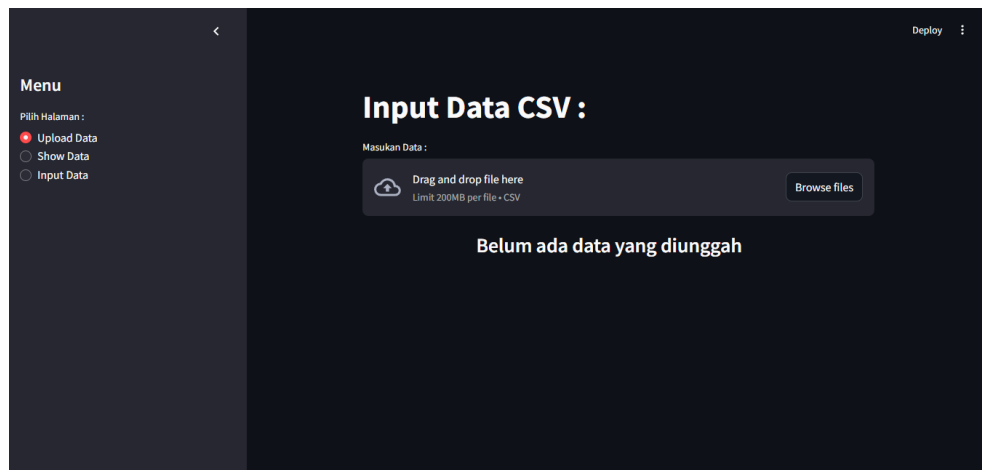 Deploy
Menu
Pilih Halaman :
Upload Data
Show Data
Input Data
Input Data CSV :
Masukan Data :
Drag and drop file here
Limit 200MB per file • CSV
Browse files
Belum ada data yang diunggah